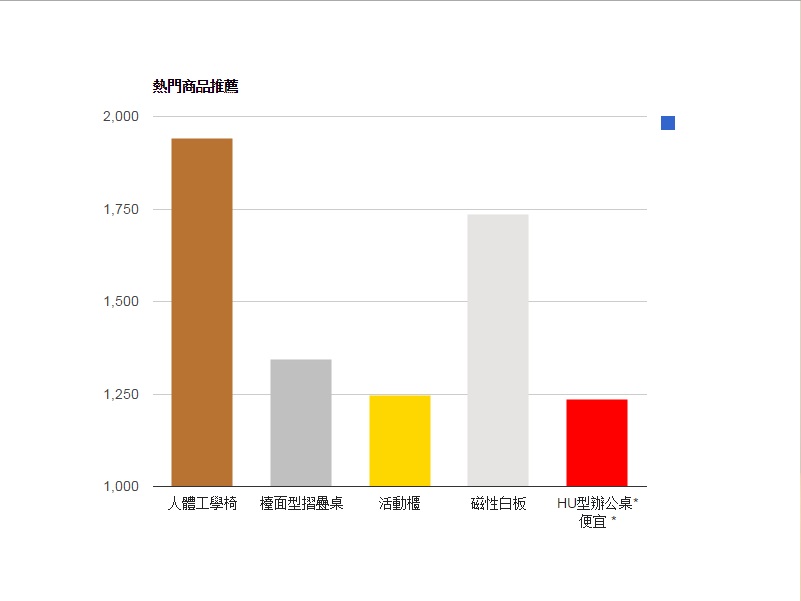 熱門商品推薦
2,000
1,750
1,500
1,250
1,000
人體工學椅
檯面型摺疊桌
活動櫃
磁性白板
HU型辦公桌*
便宜 *